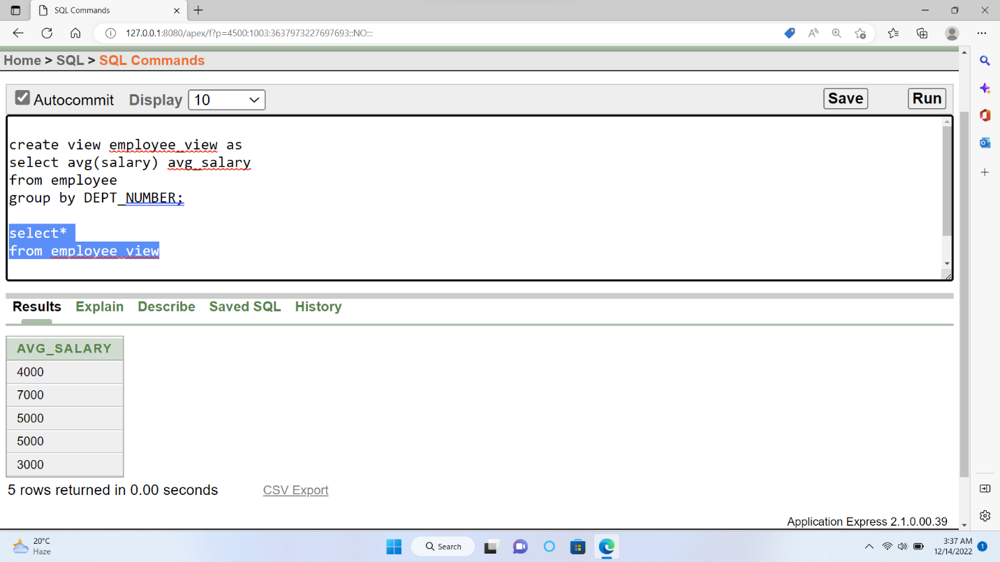 SQL Commands
127.0.0.1:8080/apex/f?p=4500:1003:3637973227697693::NO:::
Home > SQL > SQL Commands
Autocommit Display 10 Save Run
create view employee_view as
select avg(salary) avg_salary
from employee
group by DEPT_NUMBER;
select*
from employee_view
Results Explain Describe Saved SQL History
AVG_SALARY
4000
7000
5000
5000
3000
5 rows returned in 0.00 seconds CSV Export
Application Express 2.1.0.00.39
20°C
Haze
Search
3:37 AM
12/14/2022
1